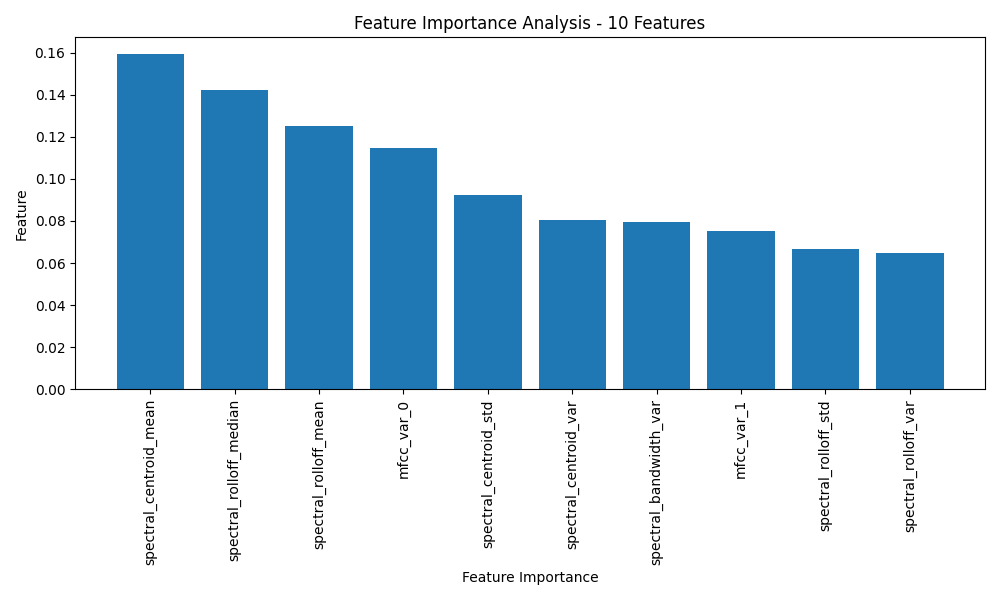 Feature Importance Analysis - 10 Features
0.16
0.14
0.12
0.10
0.08
0.06
0.04
0.02
0.00
Feature
spectral_centroid_mean
spectral_rolloff_median
spectral_rolloff_mean
mfcc_var_0
spectral_centroid_std
spectral_centroid_var
spectral_bandwidth_var
mfcc_var_1
spectral_rolloff_std
spectral_rolloff_var
Feature Importance